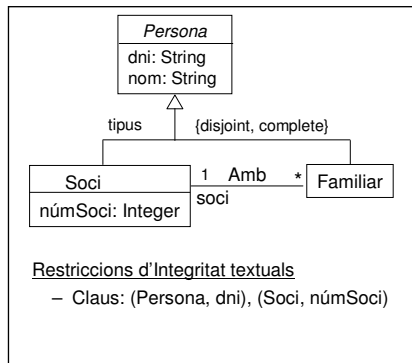 Persona
dni: String
nom: String
tipus {disjoint, complete}
Soci 1 Amb * Familiar
soci
númSoci: Integer
Restriccions d'Integritat textuals
– Claus: (Persona, dni), (Soci, númSoci)